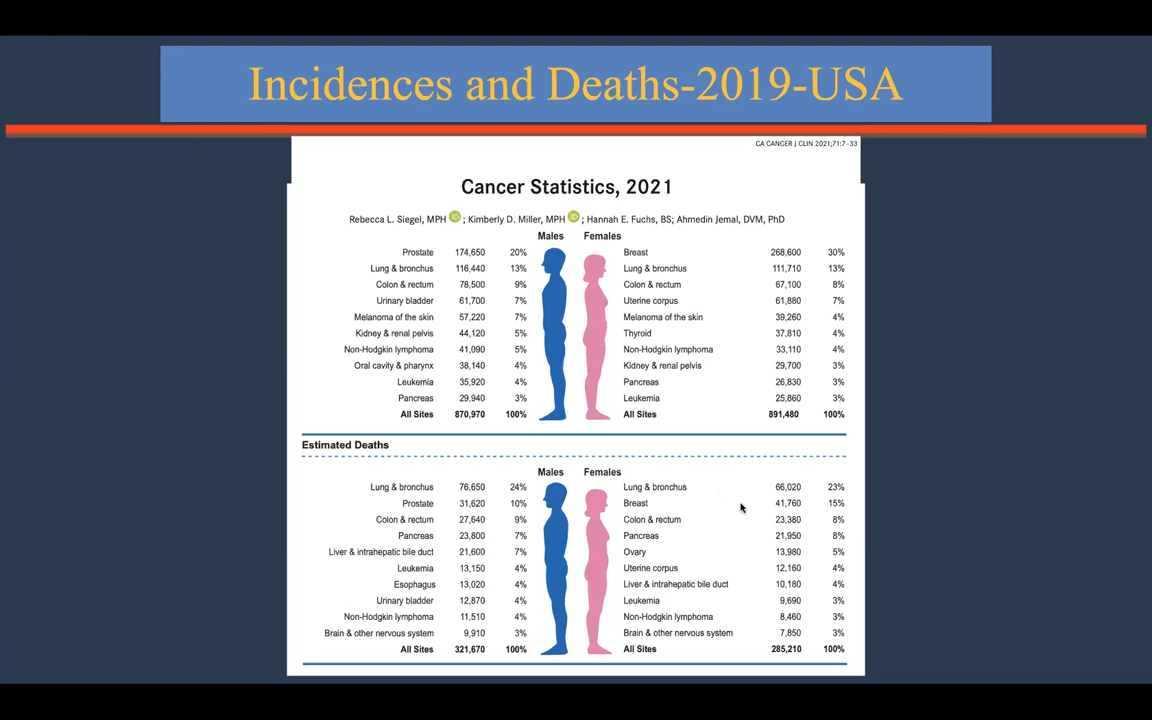 Incidences and Deaths-2019-USA
CA CANCER J CLIN 2021;71:7–33
Cancer Statistics, 2021
Rebecca L. Siegel, MPH iD ; Kimberly D. Miller, MPH iD ; Hannah E. Fuchs, BS; Ahmedin Jemal, DVM, PhD
Males Females
Prostate 174,650 20% Breast 268,600 30%
Lung & bronchus 116,440 13% Lung & bronchus 111,710 13%
Colon & rectum 78,500 9% Colon & rectum 67,100 8%
Urinary bladder 61,700 7% Uterine corpus 61,880 7%
Melanoma of the skin 57,220 7% Melanoma of the skin 39,260 4%
Kidney & renal pelvis 44,120 5% Thyroid 37,810 4%
Non-Hodgkin lymphoma 41,090 5% Non-Hodgkin lymphoma 33,110 4%
Oral cavity & pharynx 38,140 4% Kidney & renal pelvis 29,700 3%
Leukemia 35,920 4% Pancreas 26,830 3%
Pancreas 29,940 3% Leukemia 25,860 3%
All Sites 870,970 100% All Sites 891,480 100%
Estimated Deaths
Males Females
Lung & bronchus 76,650 24% Lung & bronchus 66,020 23%
Prostate 31,620 10% Breast 41,760 15%
Colon & rectum 27,640 9% Colon & rectum 23,380 8%
Pancreas 23,800 7% Pancreas 21,950 8%
Liver & intrahepatic bile duct 21,600 7% Ovary 13,980 5%
Leukemia 13,150 4% Uterine corpus 12,160 4%
Esophagus 13,020 4% Liver & intrahepatic bile duct 10,180 4%
Urinary bladder 12,870 4% Leukemia 9,690 3%
Non-Hodgkin lymphoma 11,510 4% Non-Hodgkin lymphoma 8,460 3%
Brain & other nervous system 9,910 3% Brain & other nervous system 7,850 3%
All Sites 321,670 100% All Sites 285,210 100%